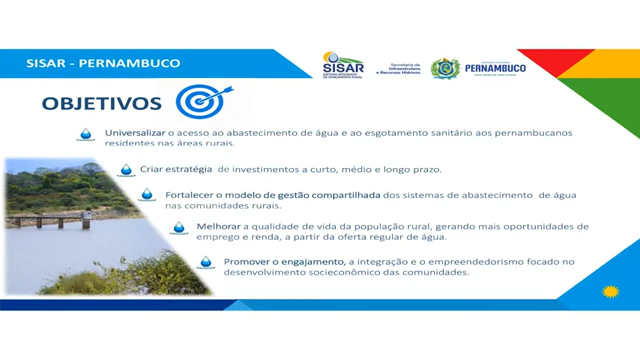 SISAR - PERNAMBUCO
SISAR
Secretaria de
Infraestrutura
e Recursos Hídricos
PERNAMBUCO
OBJETIVOS
Universalizar o acesso ao abastecimento de água e ao esgotamento sanitário aos pernambucanos
residentes nas áreas rurais.
Criar estratégia de investimentos a curto, médio e longo prazo.
Fortalecer o modelo de gestão compartilhada dos sistemas de abastecimento de água
nas comunidades rurais.
Melhorar a qualidade de vida da população rural, gerando mais oportunidades de
emprego e renda, a partir da oferta regular de água.
Promover o engajamento, a integração e o empreendedorismo focado no
desenvolvimento socioeconômico das comunidades.